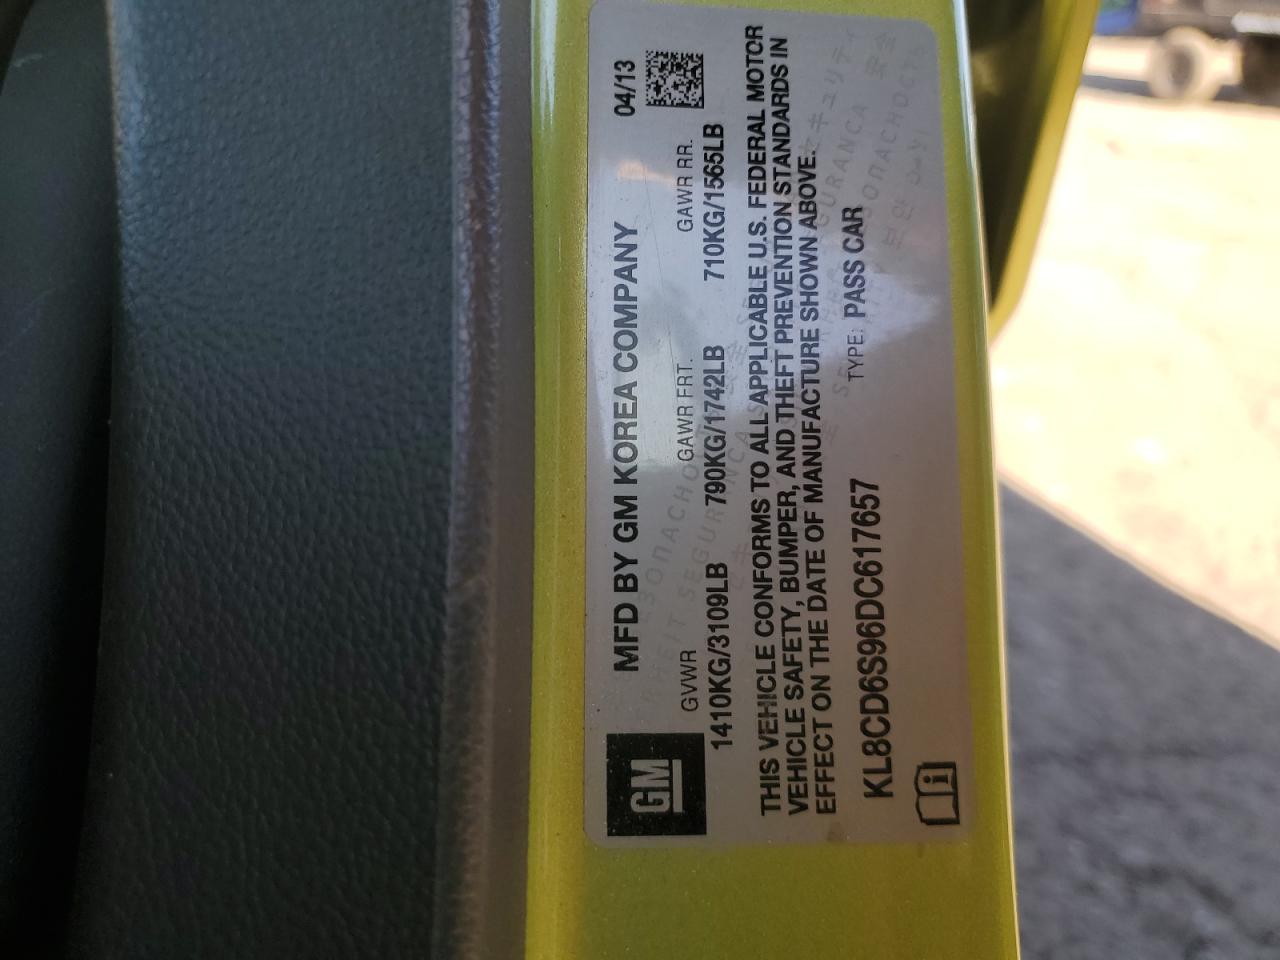 GM
MFD BY GM KOREA COMPANY 04/13
GVWR GAWR FRT. GAWR RR.
1410KG/3109LB 790KG/1742LB 710KG/1565LB
THIS VEHICLE CONFORMS TO ALL APPLICABLE U.S. FEDERAL MOTOR
VEHICLE SAFETY, BUMPER, AND THEFT PREVENTION STANDARDS IN
EFFECT ON THE DATE OF MANUFACTURE SHOWN ABOVE.
KL8CD6S96DC617657 TYPE: PASS CAR